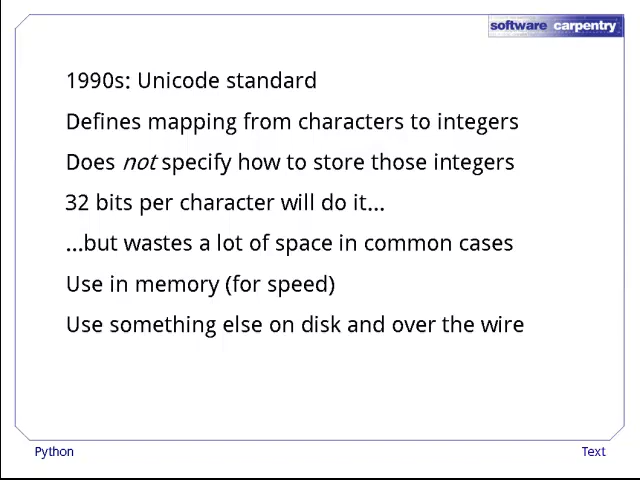 software carpentry
1990s: Unicode standard
Defines mapping from characters to integers
Does not specify how to store those integers
32 bits per character will do it...
...but wastes a lot of space in common cases
Use in memory (for speed)
Use something else on disk and over the wire
Python
Text